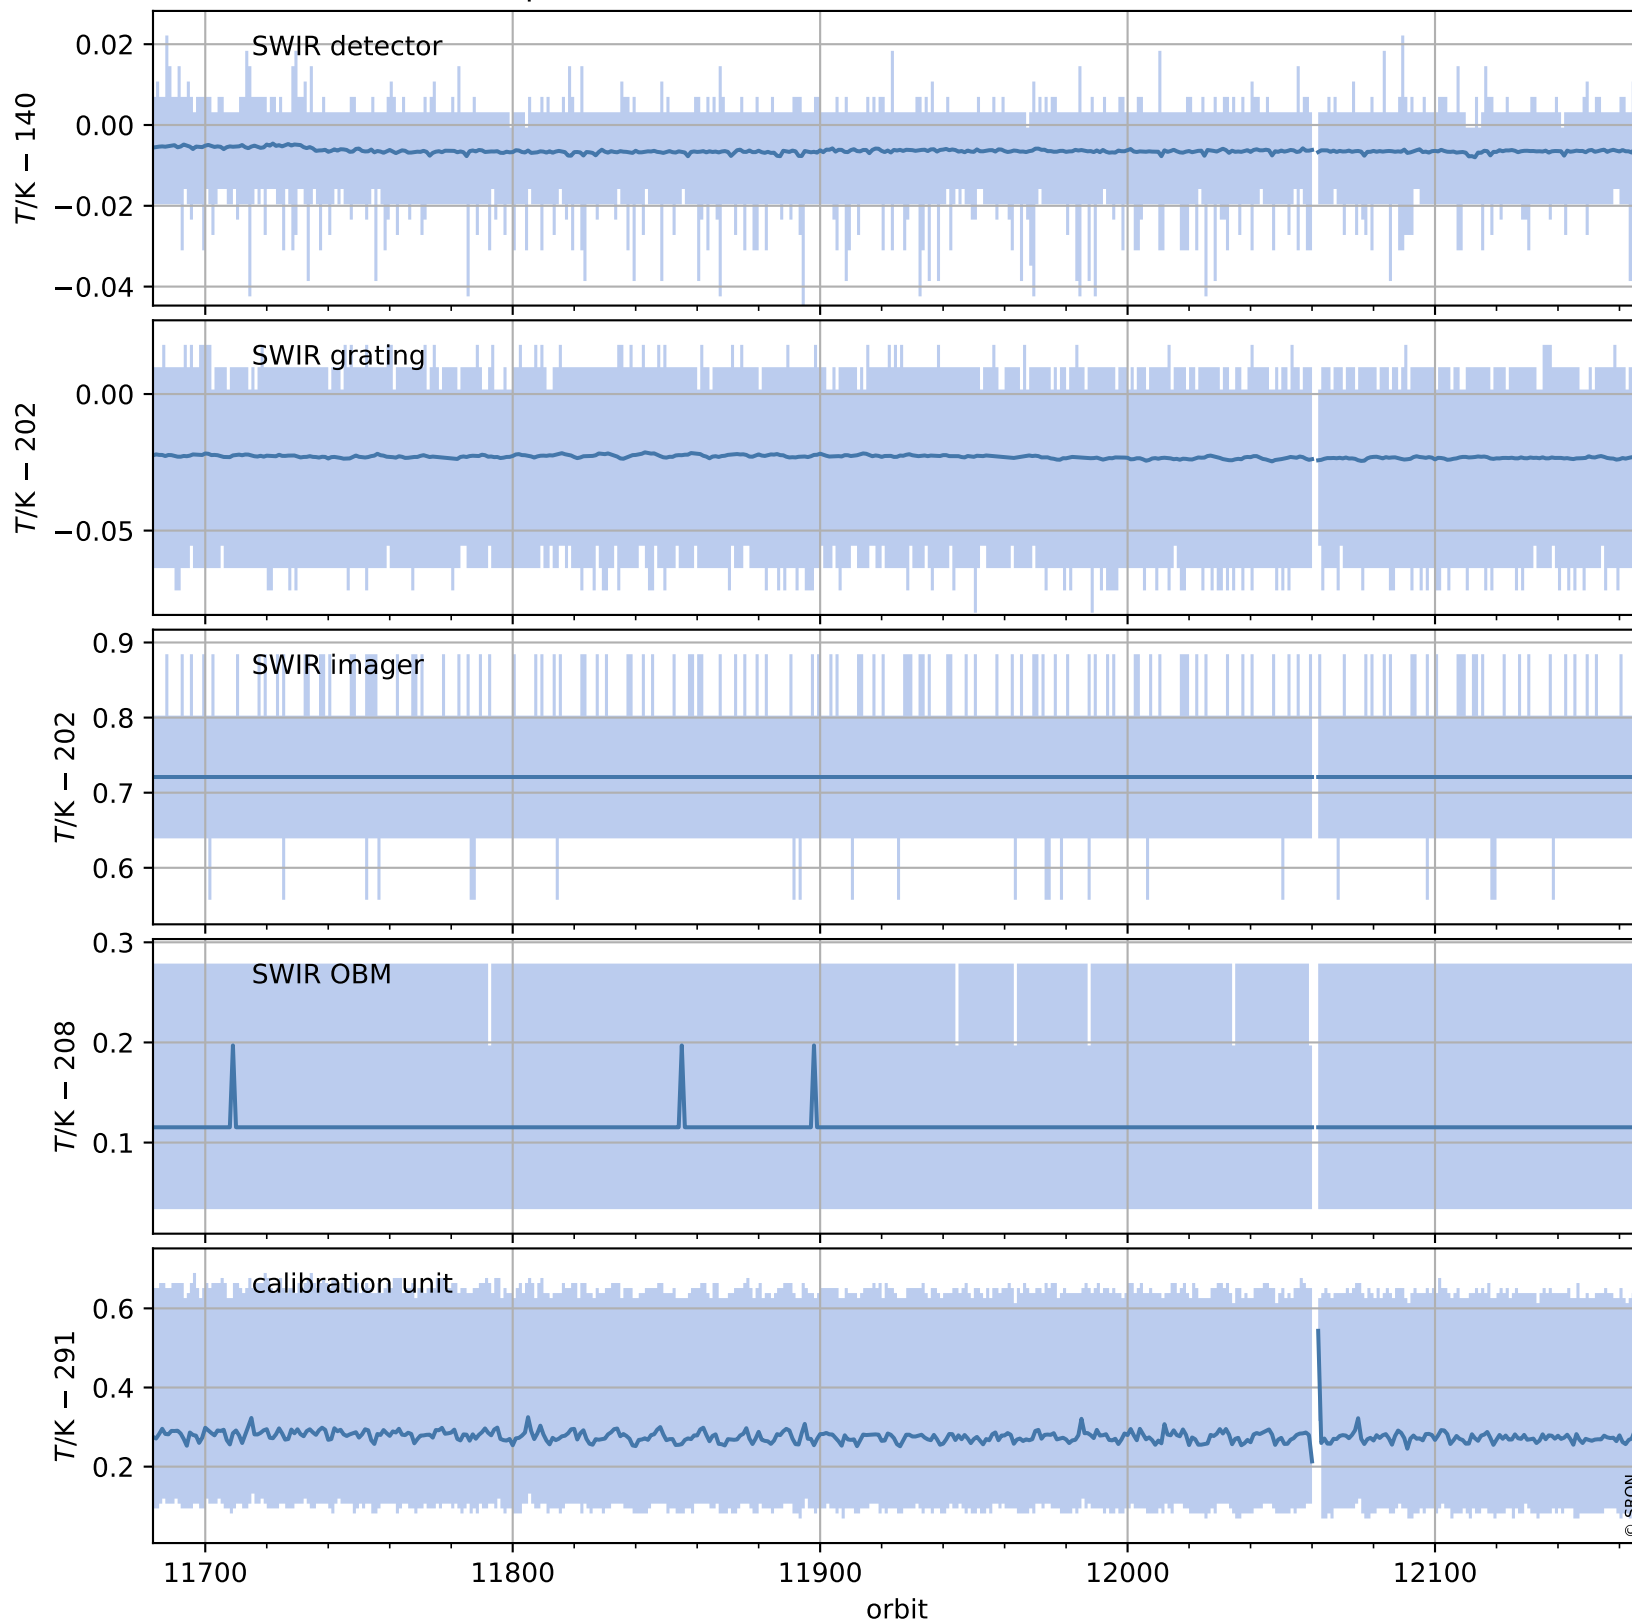 SWIR detector
0.02
0.00
−0.02
−0.04
T/K − 140
SWIR grating
0.00
−0.05
T/K − 202
SWIR imager
0.9
0.8
0.7
0.6
T/K − 202
SWIR OBM
0.3
0.2
0.1
T/K − 208
calibration unit
0.6
0.4
0.2
T/K − 291
11700 11800 11900 12000 12100
orbit
© SRON